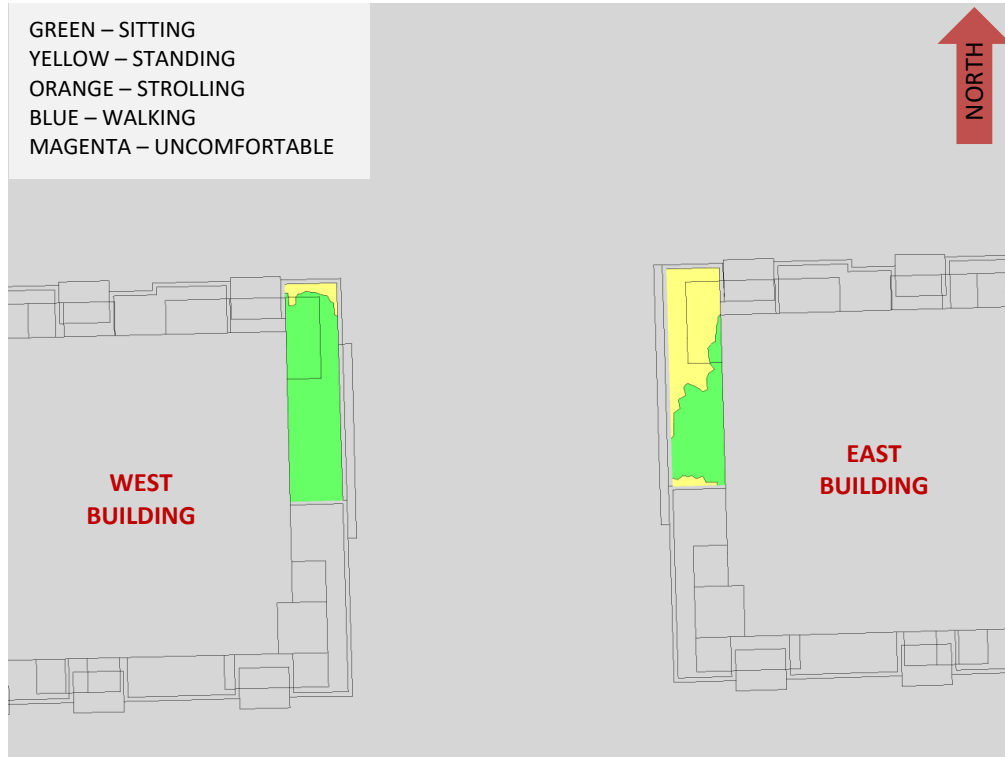 GREEN – SITTING
YELLOW – STANDING
ORANGE – STROLLING
BLUE – WALKING
MAGENTA – UNCOMFORTABLE
NORTH
WEST
BUILDING
EAST
BUILDING